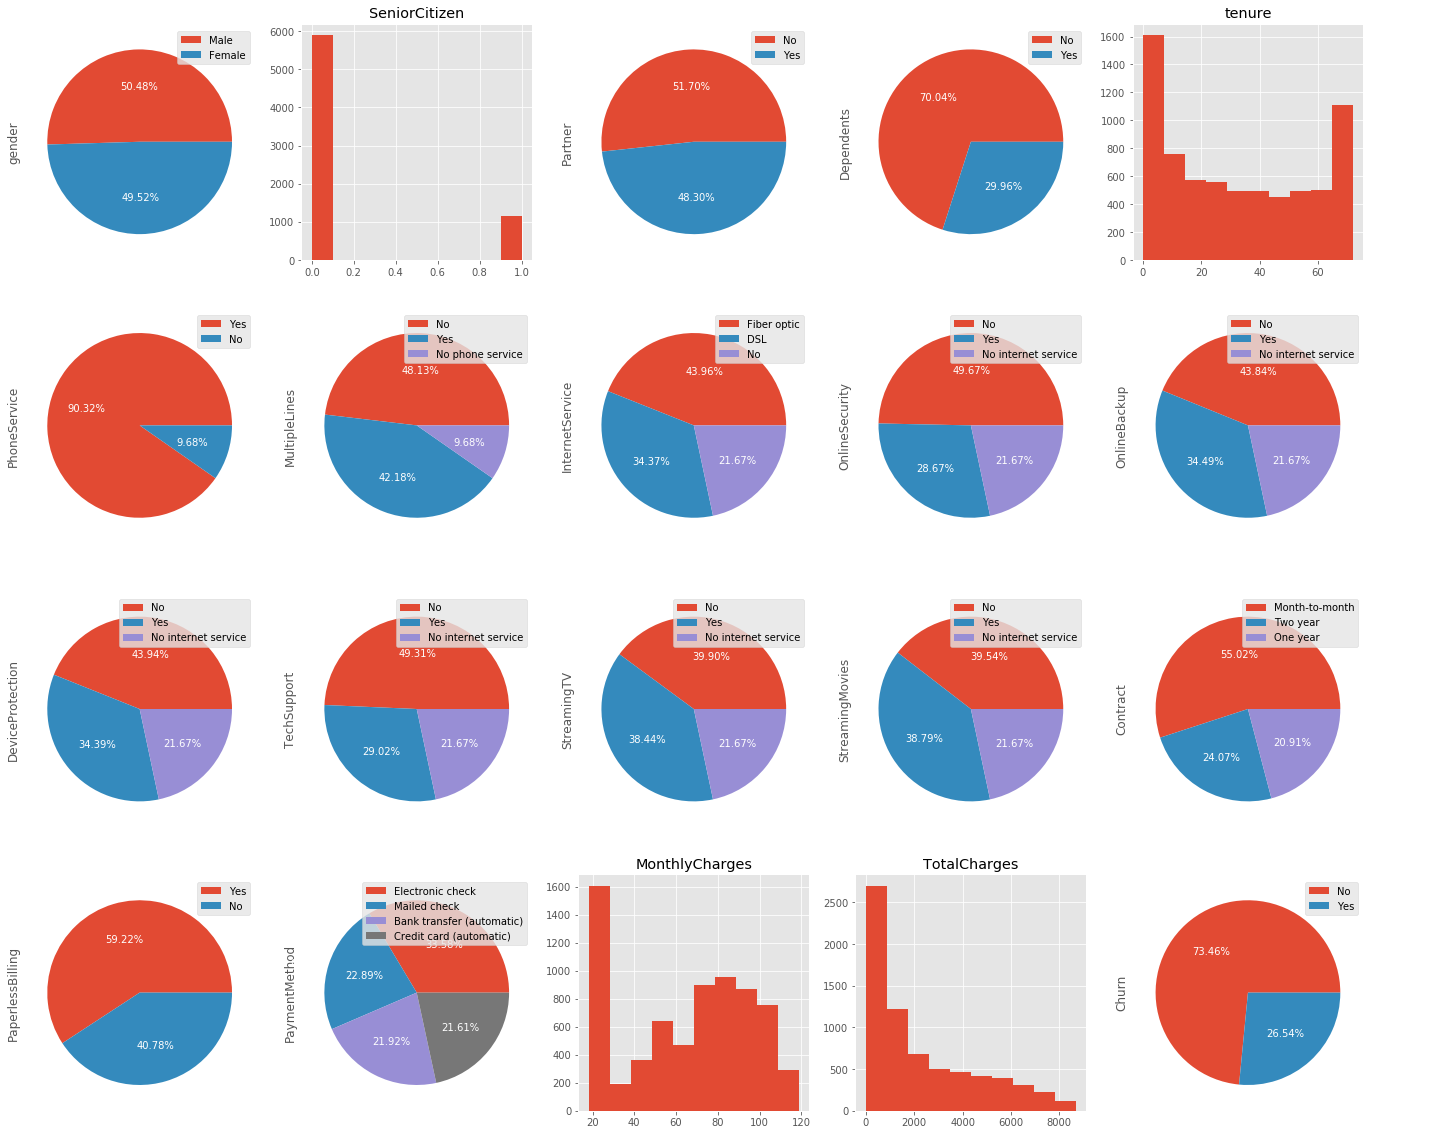 gender
Male
Female
50.48%
49.52%
SeniorCitizen
6000
5000
4000
3000
2000
1000
0
0.0 0.2 0.4 0.6 0.8 1.0
Partner
No
Yes
51.70%
48.30%
Dependents
No
Yes
70.04%
29.96%
tenure
1600
1400
1200
1000
800
600
400
200
0
0 20 40 60
PhoneService
Yes
No
90.32%
9.68%
MultipleLines
No
Yes
No phone service
48.13%
9.68%
42.18%
InternetService
Fiber optic
DSL
No
43.96%
34.37%
21.67%
OnlineSecurity
No
Yes
No internet service
49.67%
28.67%
21.67%
OnlineBackup
No
Yes
No internet service
43.84%
34.49%
21.67%
DeviceProtection
No
Yes
No internet service
43.94%
34.39%
21.67%
TechSupport
No
Yes
No internet service
49.31%
29.02%
21.67%
StreamingTV
No
Yes
No internet service
39.90%
38.44%
21.67%
StreamingMovies
No
Yes
No internet service
39.54%
38.79%
21.67%
Contract
Month-to-month
Two year
One year
55.02%
24.07%
20.91%
PaperlessBilling
Yes
No
59.22%
40.78%
PaymentMethod
Electronic check
Mailed check
Bank transfer (automatic)
Credit card (automatic)
22.89%
21.92%
21.61%
MonthlyCharges
1600
1400
1200
1000
800
600
400
200
0
20 40 60 80 100 120
TotalCharges
2500
2000
1500
1000
500
0
0 2000 4000 6000 8000
Churn
No
Yes
73.46%
26.54%